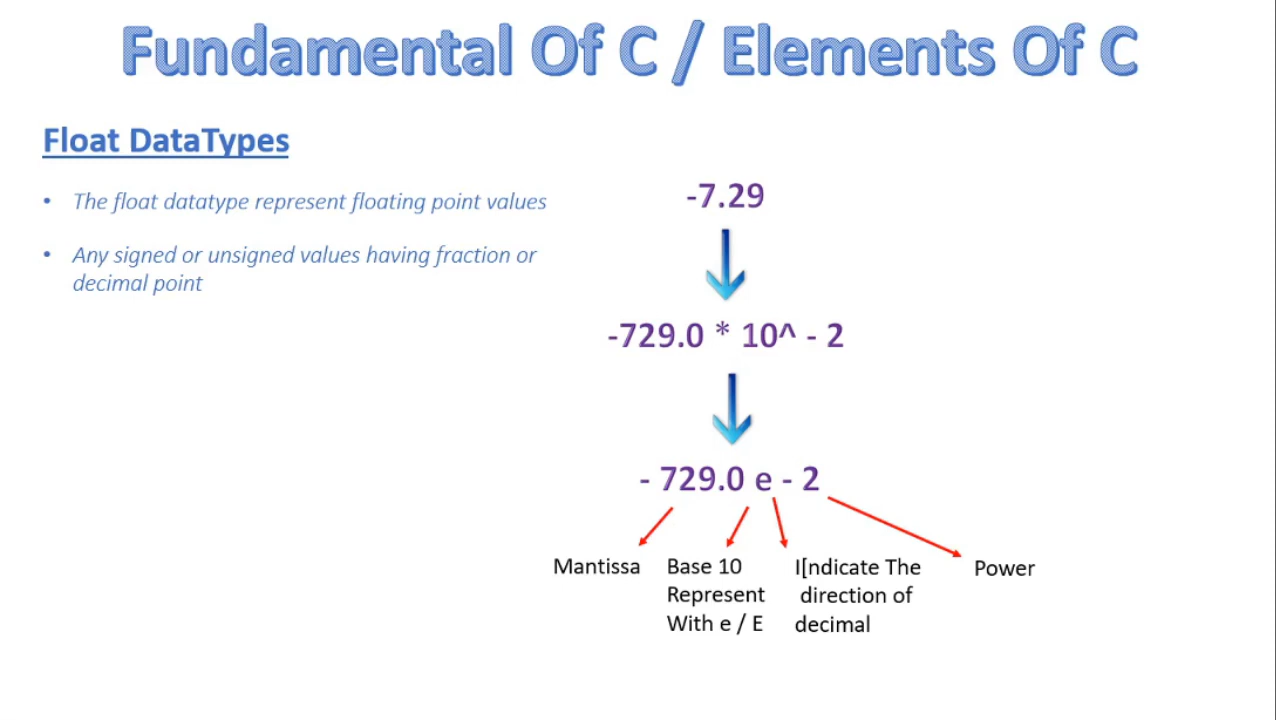 Fundamental Of C / Elements Of C
Float DataTypes
• The float datatype represent floating point values
• Any signed or unsigned values having fraction or
decimal point
-7.29
-729.0 * 10^ - 2
- 729.0 e - 2
Mantissa
Base 10
Represent
With e / E
I[ndicate The
direction of
decimal
Power